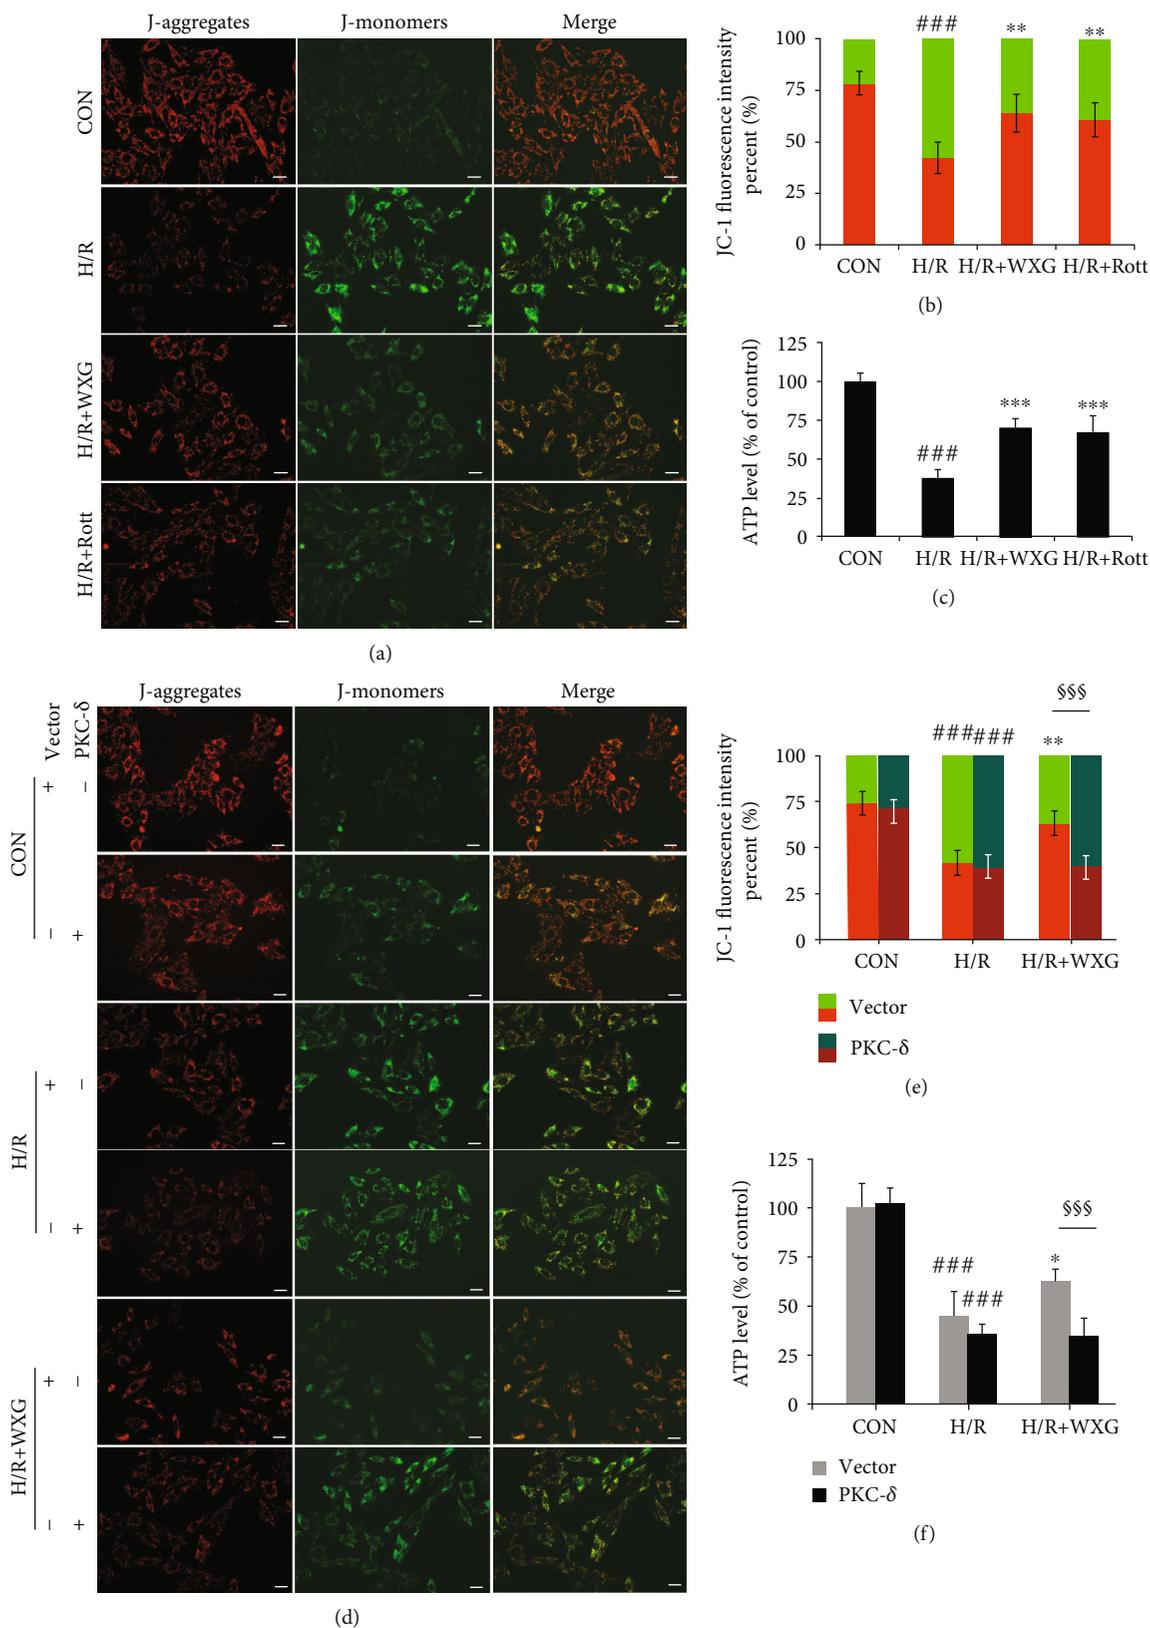 J-aggregates J-monomers Merge
CON
H/R
H/R+WXG
H/R+Rott
(a)
###
**
**
JC-1 fluorescence intensity
percent (%)
100
75
50
25
0
CON H/R H/R+WXG H/R+Rott
(b)
ATP level (% of control)
125
100
75
50
25
0
###
***
***
CON H/R H/R+WXG H/R+Rott
(c)
J-aggregates J-monomers Merge
Vector
PKC-δ
CON
+ −
− +
H/R
+ −
− +
H/R+WXG
+ −
− +
(d)
§§§
###
###
**
JC-1 fluorescence intensity
percent (%)
100
75
50
25
0
CON H/R H/R+WXG
Vector
PKC-δ
(e)
ATP level (% of control)
125
100
75
50
25
0
###
###
*
§§§
CON H/R H/R+WXG
Vector
PKC-δ
(f)